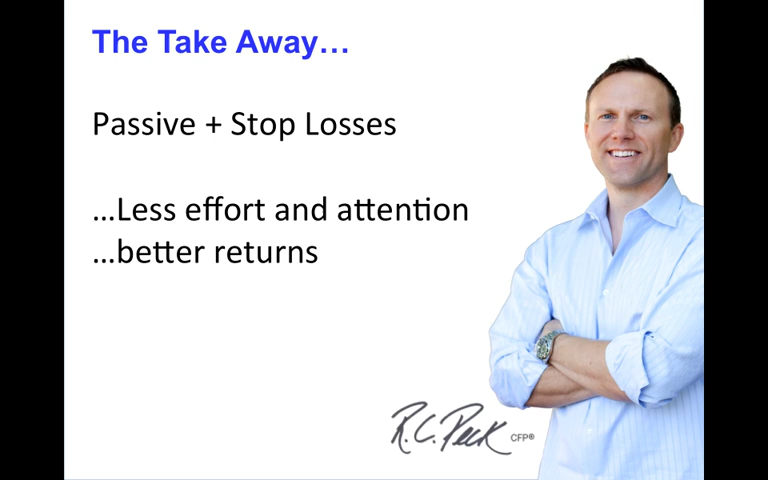 The Take Away…
Passive + Stop Losses
…Less effort and attention
…better returns
R.C. Peck CFP®